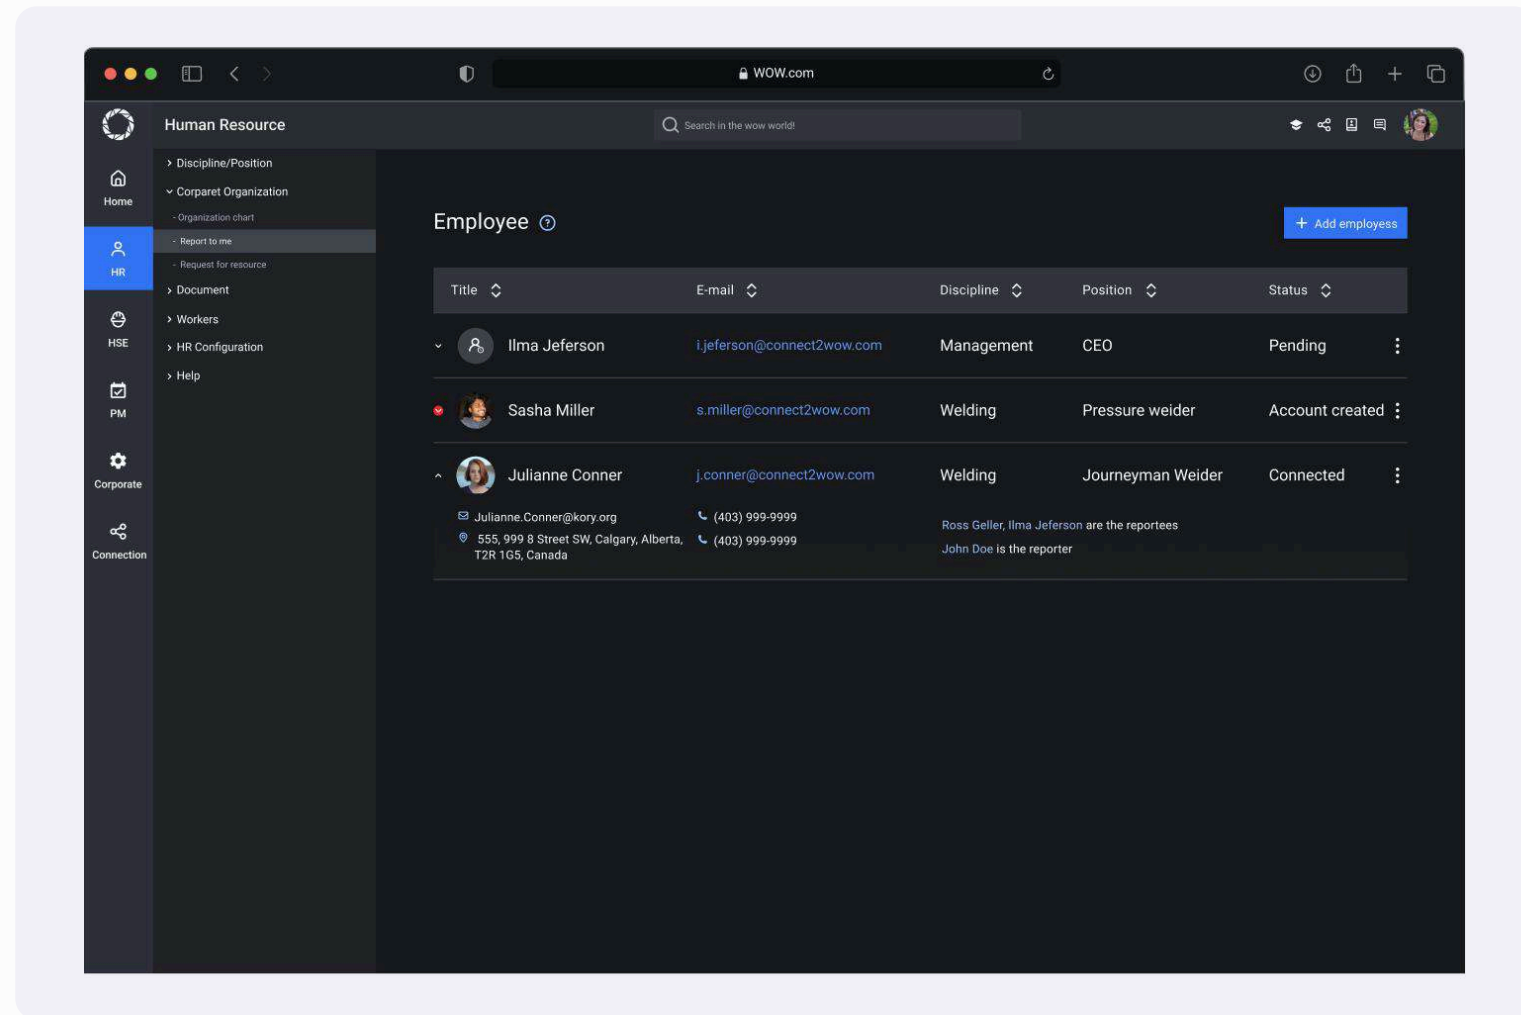 WOW.com
Human Resource
Search in the wow world!
Home
HR
HSE
PM
Corporate
Connection
> Discipline/Position
Corparet Organization
- Organization chart
- Report to me
- Request for resource
> Document
> Workers
> HR Configuration
> Help
Employee ?
+ Add employess
Title E-mail Discipline Position Status
Ilma Jeferson i.jeferson@connect2wow.com Management CEO Pending
Sasha Miller s.miller@connect2wow.com Welding Pressure weider Account created
Julianne Conner j.conner@connect2wow.com Welding Journeyman Weider Connected
Julianne.Conner@kory.org
555, 999 8 Street SW, Calgary, Alberta,
T2R 1G5, Canada
(403) 999-9999
(403) 999-9999
Ross Geller, Ilma Jeferson are the reportees
John Doe is the reporter